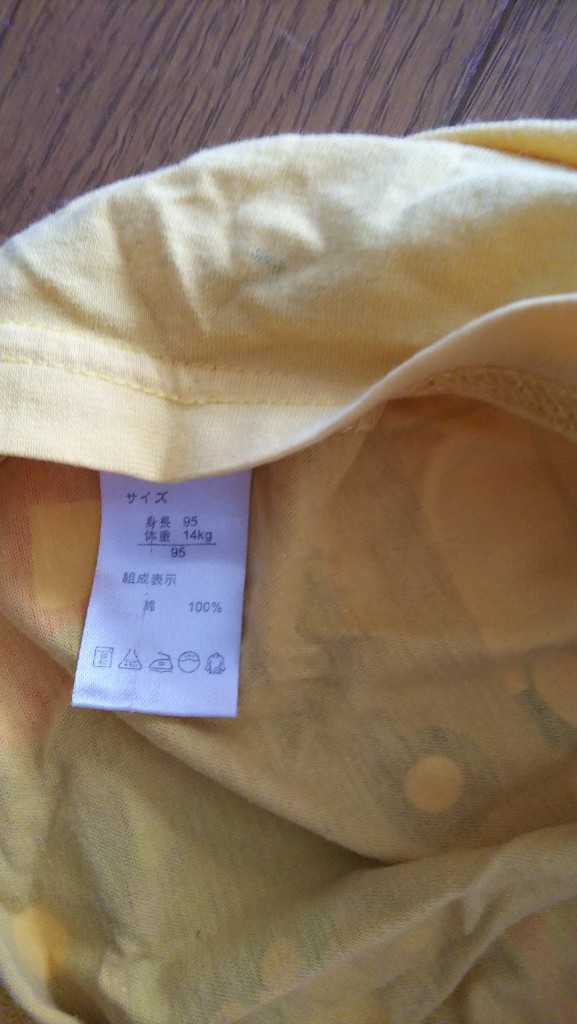 サイズ
身長 95
体重 14kg
95
組成表示
綿 100%